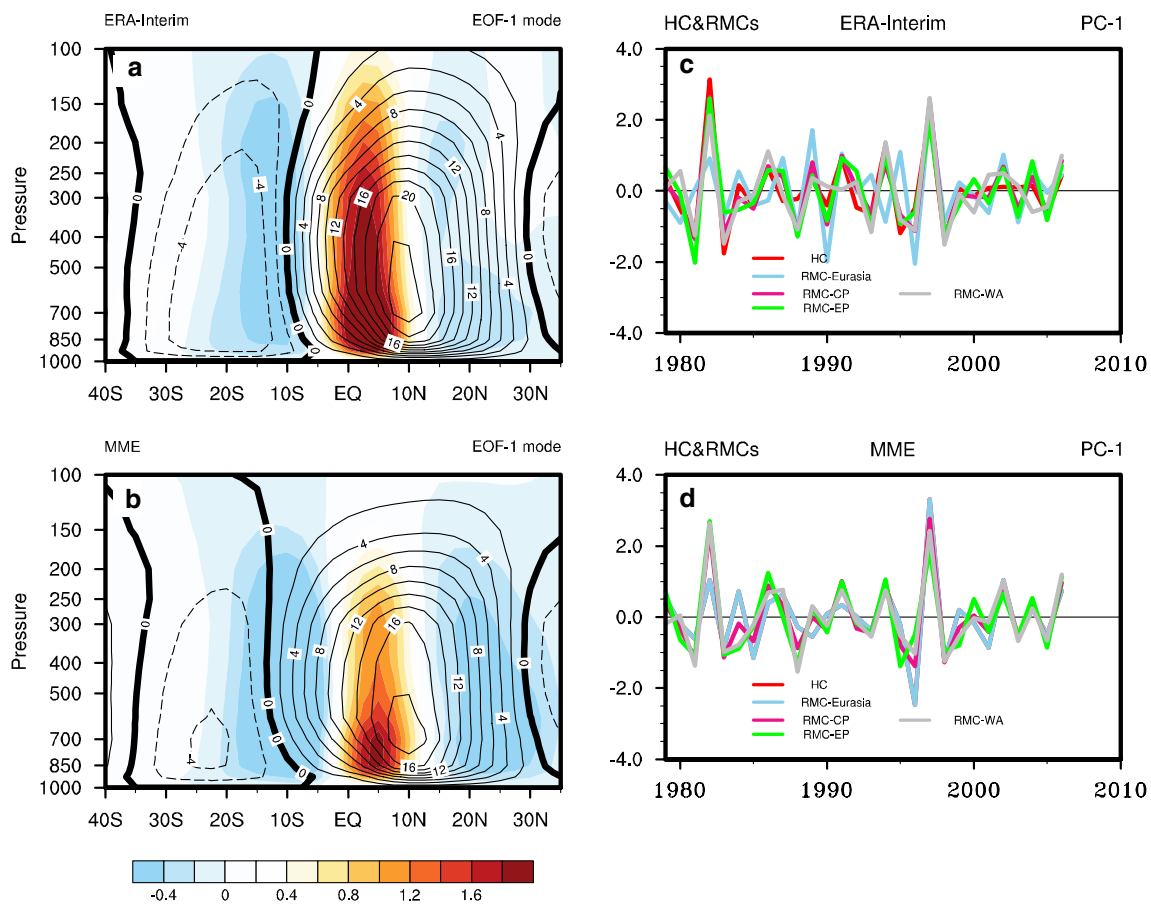 ERA-Interim EOF-1 mode
a
100
150
200
250
300
400
500
700
850
1000
Pressure
40S 30S 20S 10S EQ 10N 20N 30N
0 0 0 0 0 0
-4 -4
4 4 4 4
8 8 8
12 12 12 12
16 16 16
20
HC&RMCs ERA-Interim PC-1
c
4.0
2.0
0.0
-2.0
-4.0
HC
RMC-Eurasia
RMC-CP RMC-WA
RMC-EP
1980 1990 2000 2010
MME EOF-1 mode
b
100
150
200
250
300
400
500
700
850
1000
Pressure
40S 30S 20S 10S EQ 10N 20N 30N
0 0 0 0 0
4 4 4 4
8 8 8
12 12 12
16 16
HC&RMCs MME PC-1
d
4.0
2.0
0.0
-2.0
-4.0
HC
RMC-Eurasia
RMC-CP RMC-WA
RMC-EP
1980 1990 2000 2010
-0.4 0 0.4 0.8 1.2 1.6